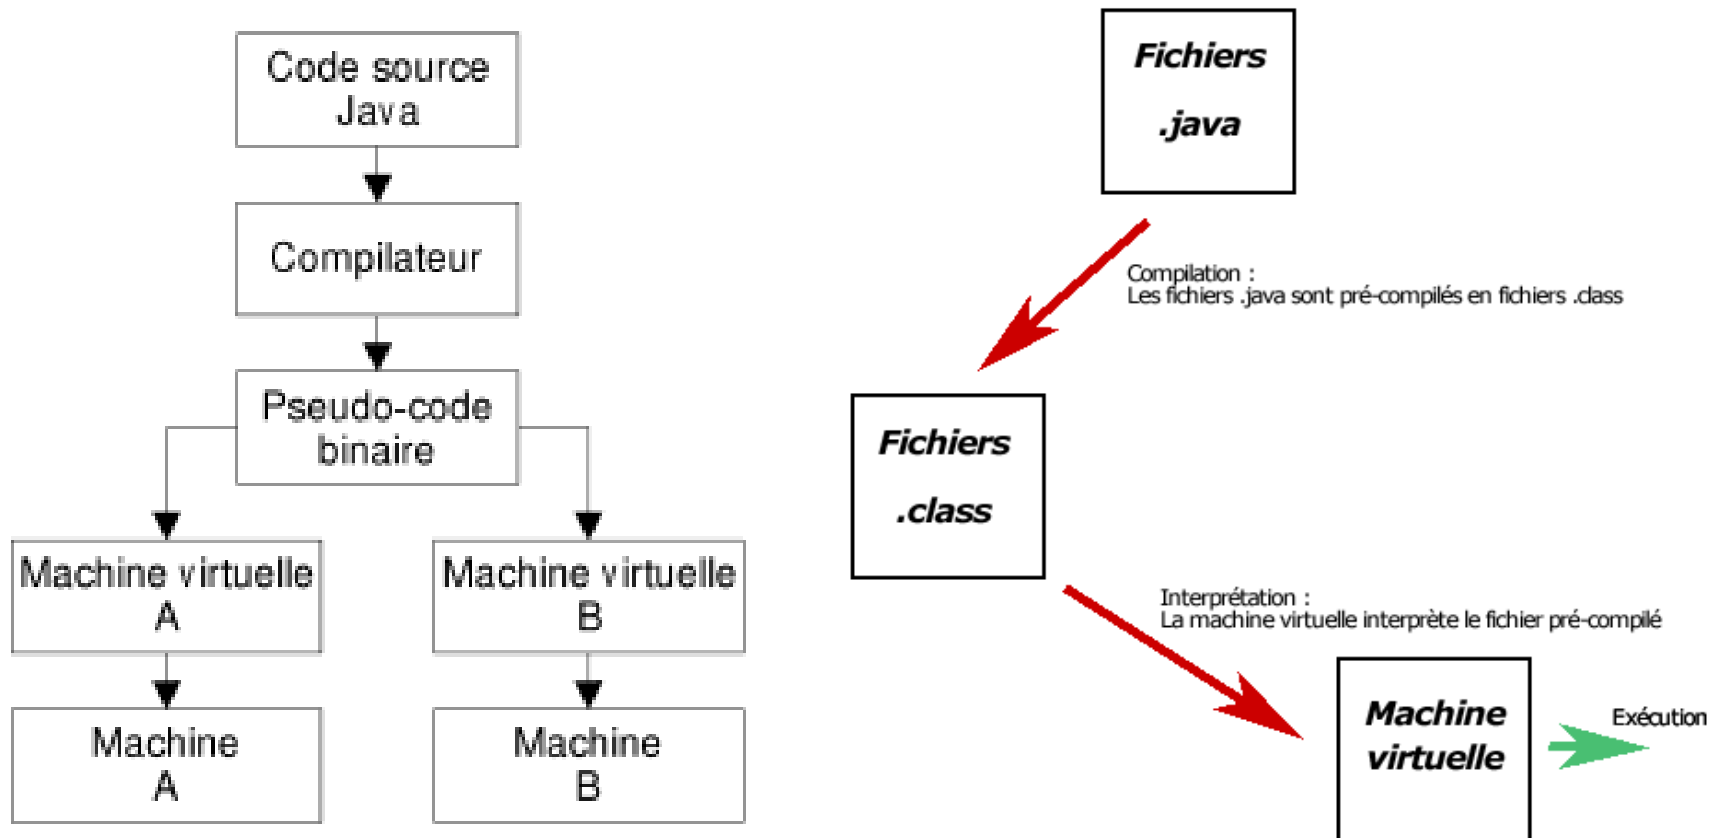 Code source
Java
Compilateur
Pseudo-code
binaire
Machine virtuelle
A
Machine virtuelle
B
Machine
A
Machine
B
Fichiers
.java
Compilation :
Les fichiers .java sont pré-compilés en fichiers .class
Fichiers
.class
Interprétation :
La machine virtuelle interprète le fichier pré-compilé
Machine
virtuelle
Exécution